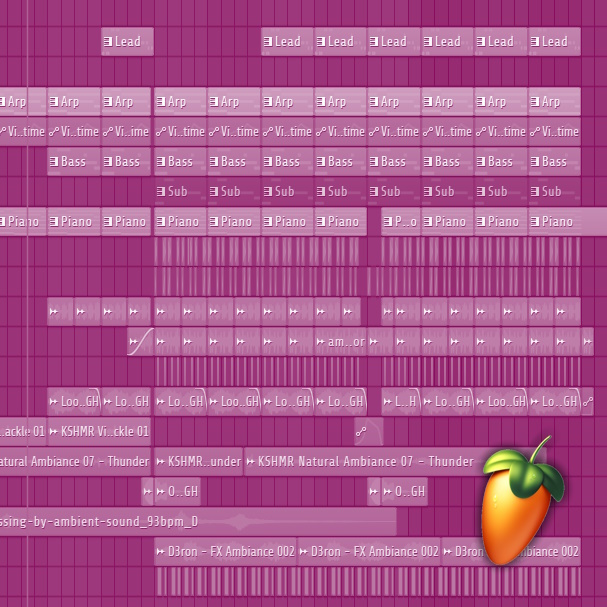 Lead Lead Lead Lead Lead Lead Lead
Arp Arp Arp Arp Arp Arp Arp Arp Arp Arp Arp
Vi..time Vi..time Vi..time Vi..time Vi..time Vi..time Vi..time Vi..time Vi..time Vi..time Vi..time
Bass Bass Bass Bass Bass Bass Bass Bass Bass Bass
Sub Sub Sub Sub Sub Sub Sub Sub
Piano Piano Piano Piano Piano Piano Piano P..o Piano Piano Piano
am..or
Loo..GH Lo..GH Lo..GH Loo..GH Lo..GH Lo..GH L..H Lo..GH Loo..GH Lo..GH
..ackle 01 KSHMR Vi..ckle 01
atural Ambiance 07 - Thunder KSHMR..under KSHMR Natural Ambiance 07 - Thunder
O..GH O..GH
ssing-by-ambient-sound_93bpm_D
D3ron - FX Ambiance 002 D3ron - FX Ambiance 002 D3ron biance 002